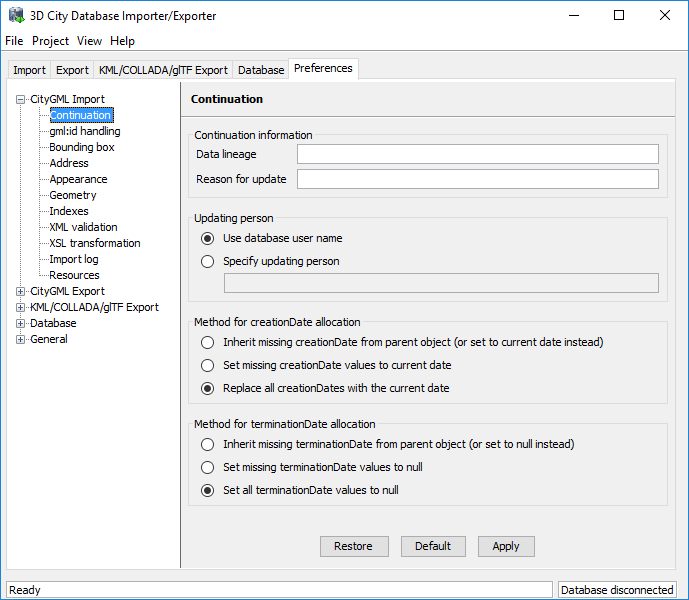 3D City Database Importer/Exporter
File Project View Help
Import Export KML/COLLADA/glTF Export Database Preferences
CityGML Import
Continuation
gml:id handling
Bounding box
Address
Appearance
Geometry
Indexes
XML validation
XSL transformation
Import log
Resources
CityGML Export
KML/COLLADA/glTF Export
Database
General
Continuation
Continuation information
Data lineage
Reason for update
Updating person
Use database user name
Specify updating person
Method for creationDate allocation
Inherit missing creationDate from parent object (or set to current date instead)
Set missing creationDate values to current date
Replace all creationDates with the current date
Method for terminationDate allocation
Inherit missing terminationDate from parent object (or set to null instead)
Set missing terminationDate values to null
Set all terminationDate values to null
Restore Default Apply
Ready Database disconnected